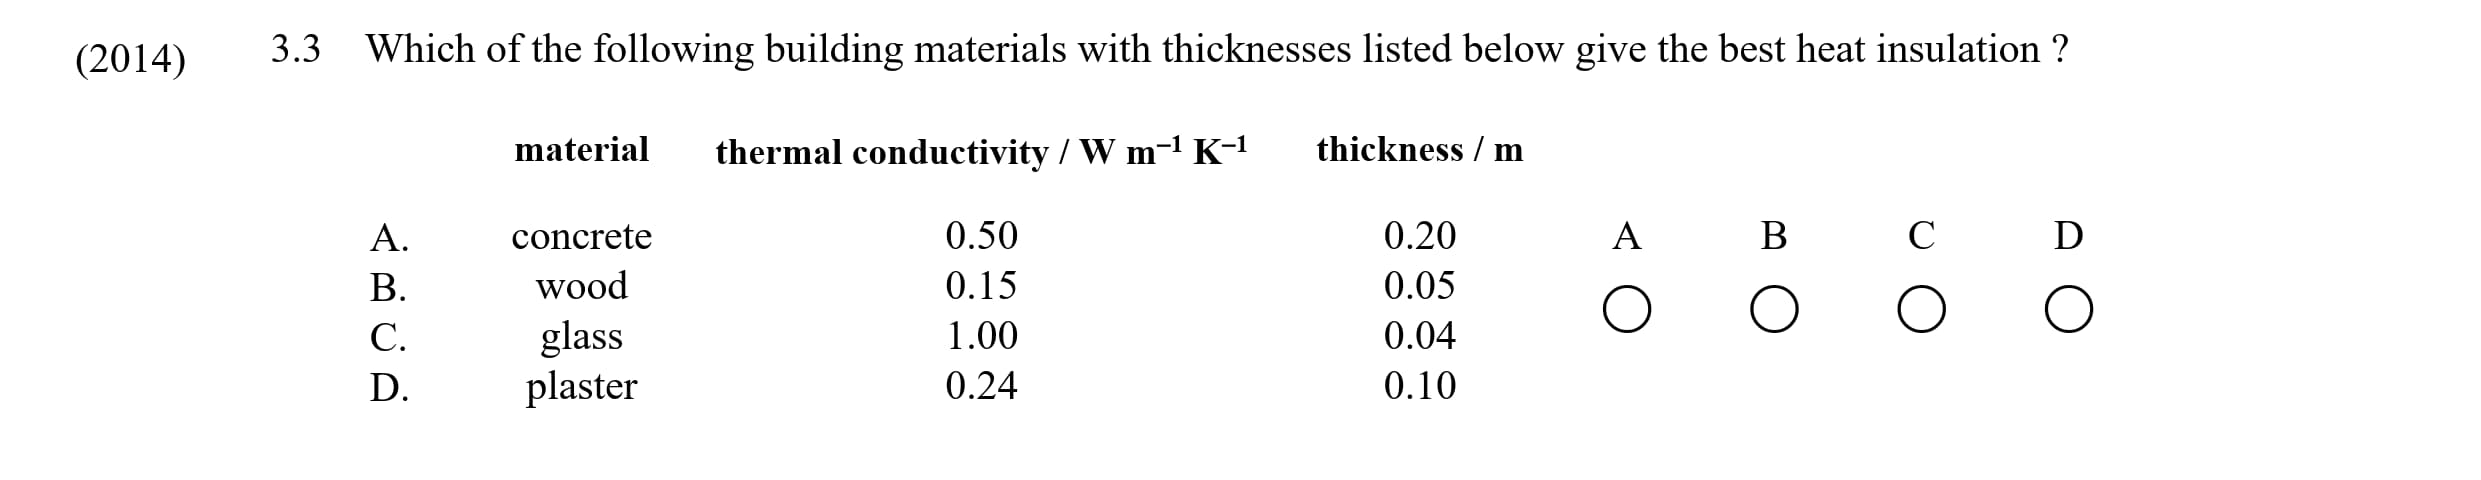 (2014) 3.3 Which of the following building materials with thicknesses listed below give the best heat insulation ?
material thermal conductivity / W m⁻¹ K⁻¹ thickness / m
A. concrete 0.50 0.20 A B C D
B. wood 0.15 0.05
C. glass 1.00 0.04
D. plaster 0.24 0.10